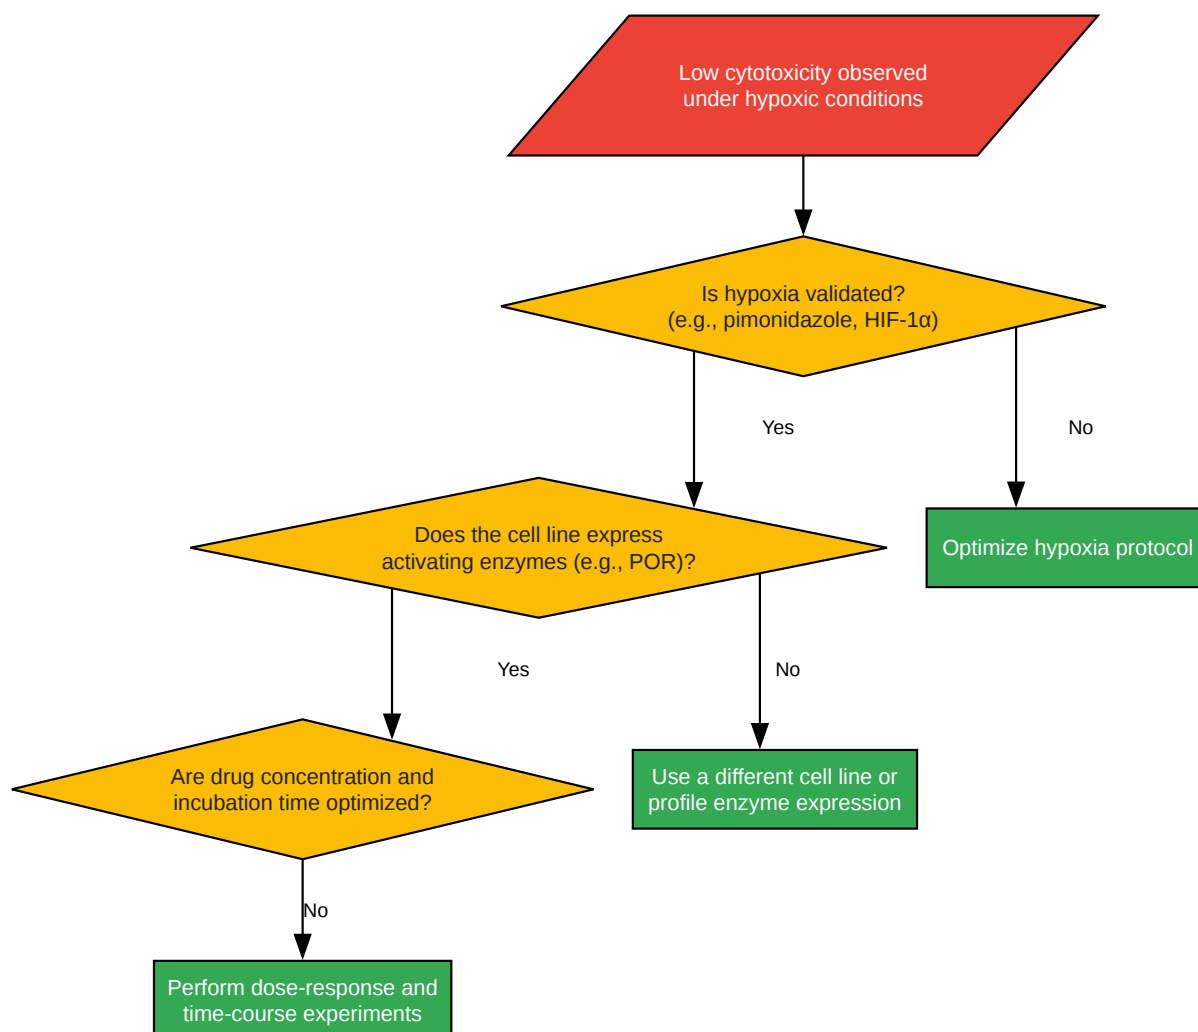 Low cytotoxicity observed
under hypoxic conditions
Is hypoxia validated?
(e.g., pimonidazole, HIF-1α)
Yes
No
Does the cell line express
activating enzymes (e.g., POR)?
Optimize hypoxia protocol
Yes
No
Are drug concentration and
incubation time optimized?
Use a different cell line or
profile enzyme expression
No
Perform dose-response and
time-course experiments